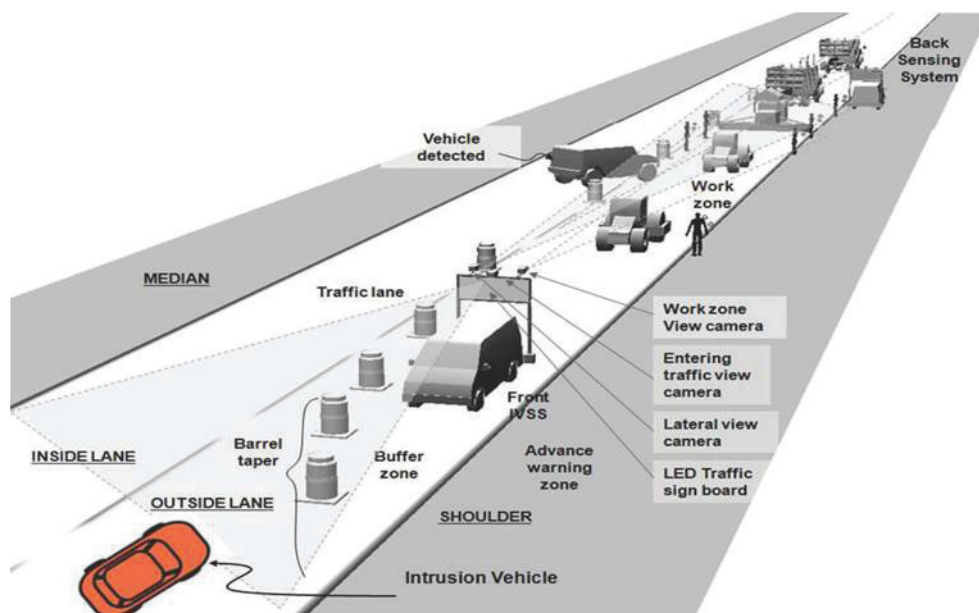 Back
Sensing
System
Vehicle
detected
Work
zone
MEDIAN
Traffic lane
Work zone
View camera
Entering
traffic view
camera
Front
IVSS
Lateral view
camera
Barrel
taper
INSIDE LANE
Buffer
zone
Advance
warning
zone
LED Traffic
sign board
OUTSIDE LANE
SHOULDER
Intrusion Vehicle